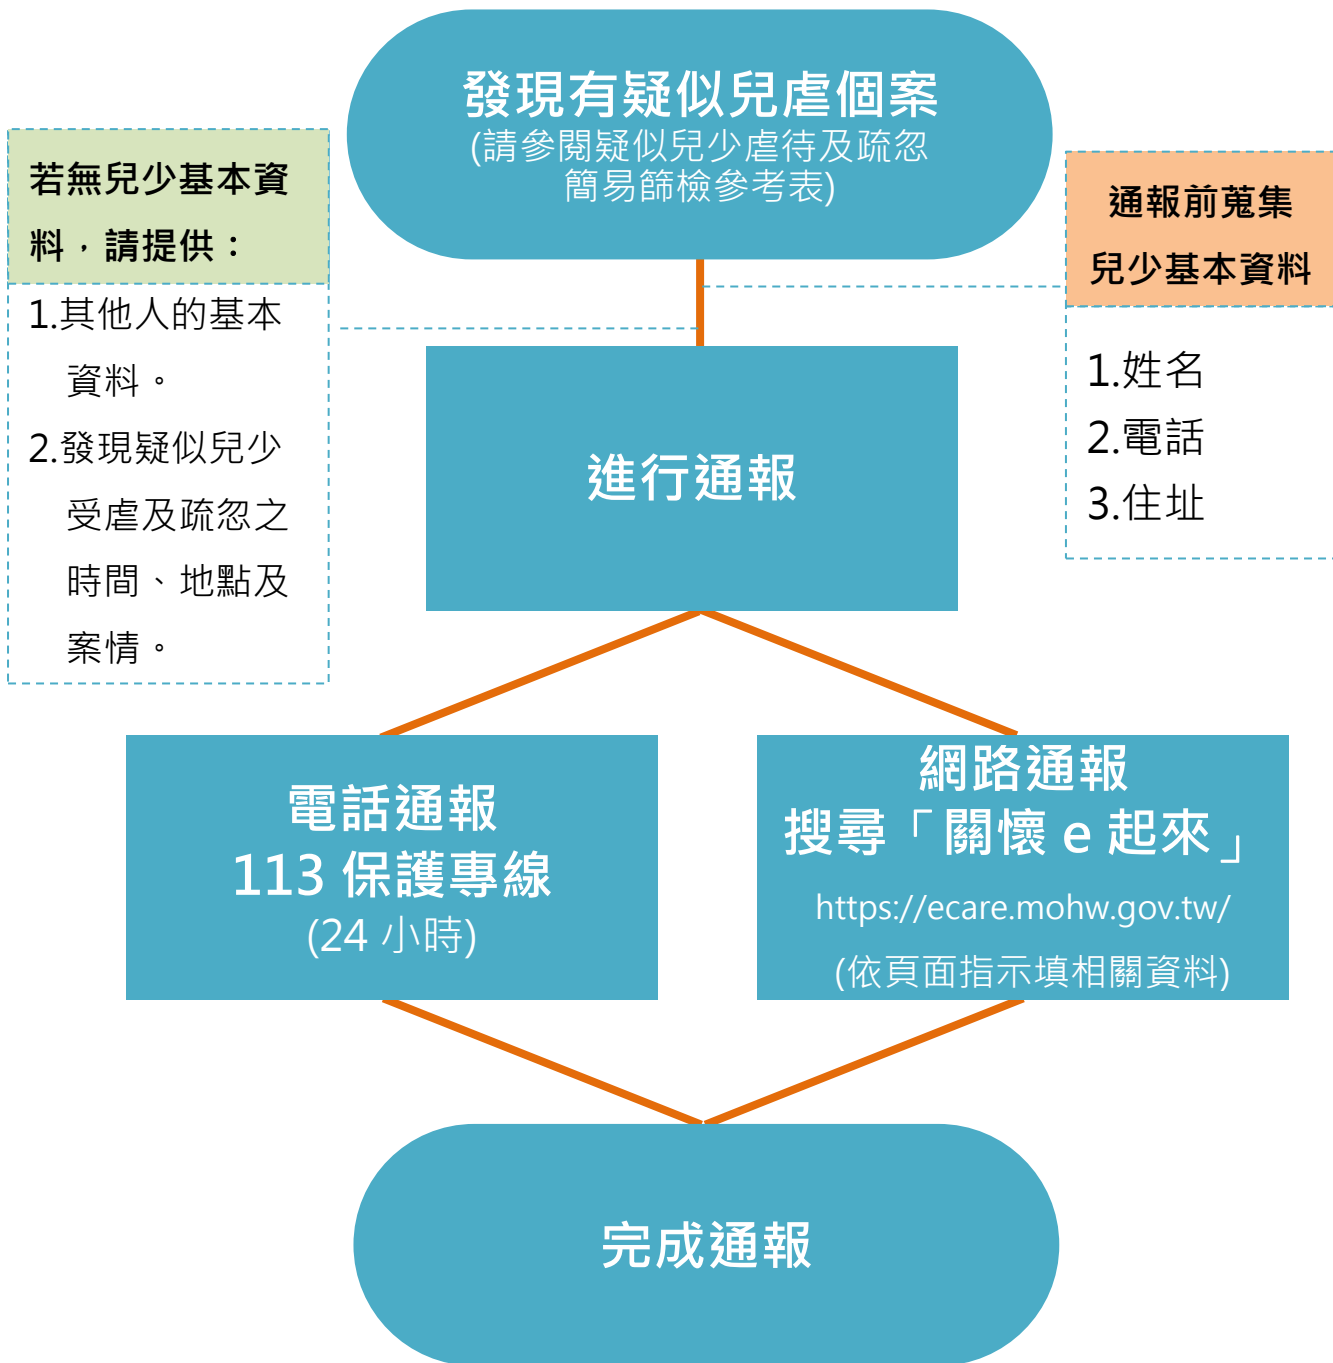 發現有疑似兒虐個案
(請參閱疑似兒少虐待及疏忽
簡易篩檢參考表)
若無兒少基本資
料，請提供：
1.其他人的基本
資料。
2.發現疑似兒少
受虐及疏忽之
時間、地點及
案情。
通報前蒐集
兒少基本資料
1.姓名
2.電話
3.住址
進行通報
電話通報
113 保護專線
(24 小時)
網路通報
搜尋「關懷 e 起來」
https://ecare.mohw.gov.tw/
(依頁面指示填相關資料)
完成通報